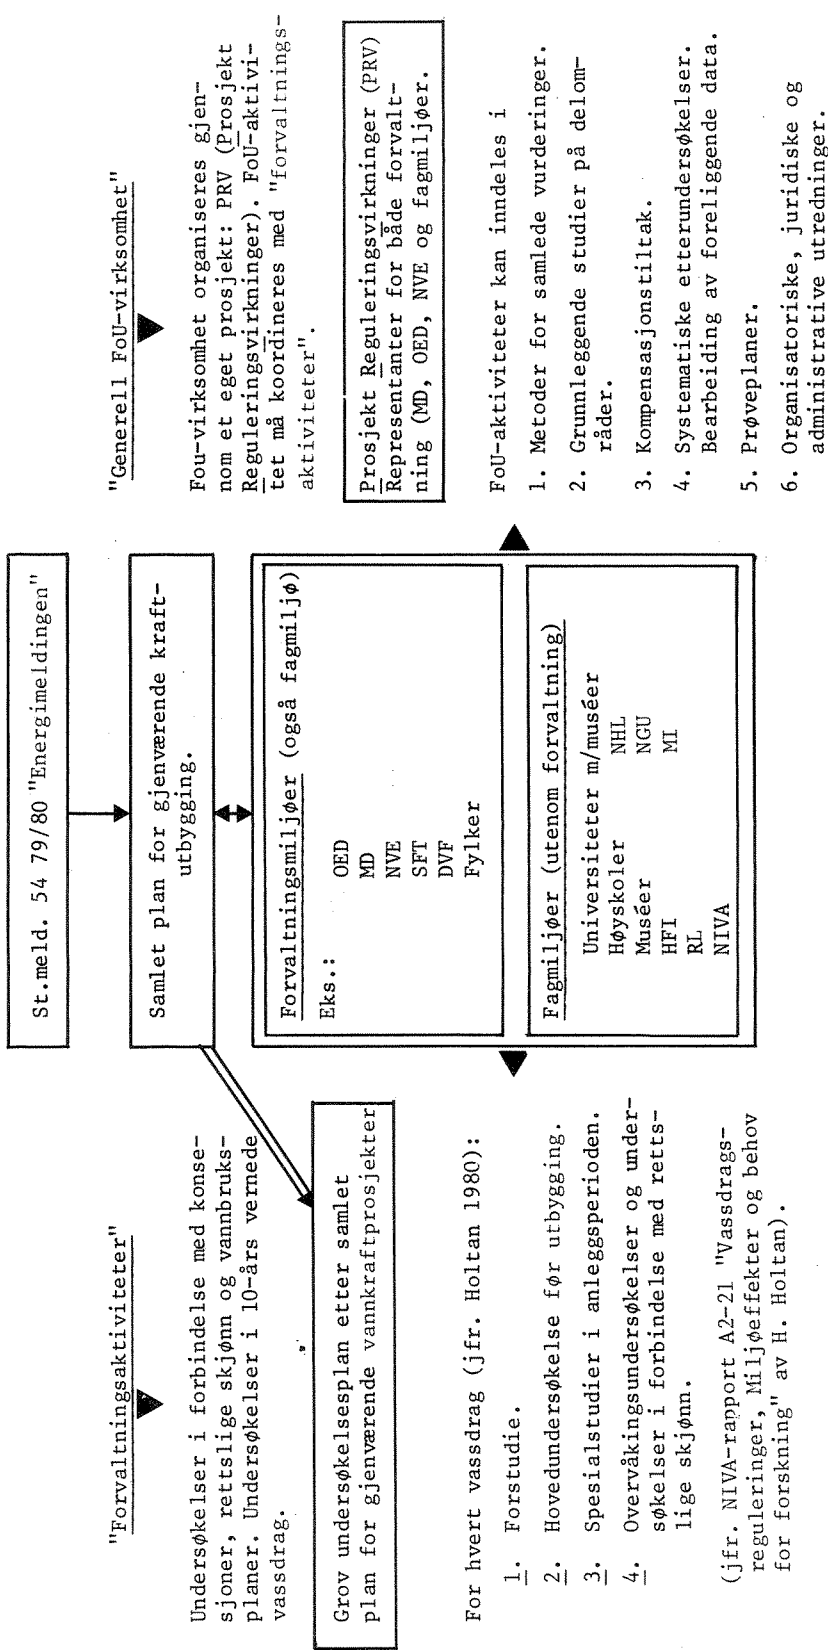 St.meld. 54 79/80 "Energimeldingen"
Samlet plan for gjenværende kraft-
utbygging.
"Forvaltningsaktiviteter"
Undersøkelser i forbindelse med konse-
sjoner, rettslige skjønn og vannbruks-
planer. Undersøkelser i 10-års vernede
vassdrag.
Grov undersøkelsesplan etter samlet
plan for gjenværende vannkraftprosjekter
For hvert vassdrag (jfr. Holtan 1980):
1. Forstudie.
2. Hovedundersøkelse før utbygging.
3. Spesialstudier i anleggsperioden.
4. Overvåkingsundersøkelser og under-
søkelser i forbindelse med retts-
lige skjønn.
(jfr. NIVA-rapport A2-21 "Vassdrags-
reguleringer, Miljøeffekter og behov
for forskning" av H. Holtan).
Forvaltningsmiljøer (også fagmiljø)
Eks.:
OED
MD
NVE
SFT
DVF
Fylker
Fagmiljøer (utenom forvaltning)
Universiteter m/muséer
Høyskoler NHL
Muséer NGU
HFI MI
RL
NIVA
"Generell FoU-virksomhet"
Fou-virksomhet organiseres gjen-
nom et eget prosjekt: PRV (Prosjekt
Reguleringsvirkninger). FoU-aktivi-
tet må koordineres med "forvaltnings-
aktiviteter".
Prosjekt Reguleringsvirkninger (PRV)
Representanter for både forvalt-
ning (MD, OED, NVE og fagmiljøer.
FoU-aktiviteter kan inndeles i
1. Metoder for samlede vurderinger.
2. Grunnleggende studier på delom-
råder.
3. Kompensasjonstiltak.
4. Systematiske etterundersøkelser.
Bearbeiding av foreliggende data.
5. Prøveplaner.
6. Organisatoriske, juridiske og
administrative utredninger.